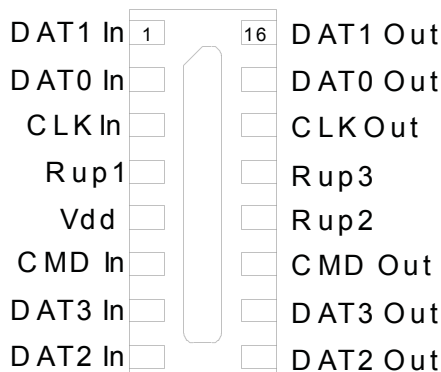 DAT1 In 1 16 DAT1 Out
DAT0 In DAT0 Out
CLK In CLK Out
Rup1 Rup3
Vdd Rup2
CMD In CMD Out
DAT3 In DAT3 Out
DAT2 In DAT2 Out